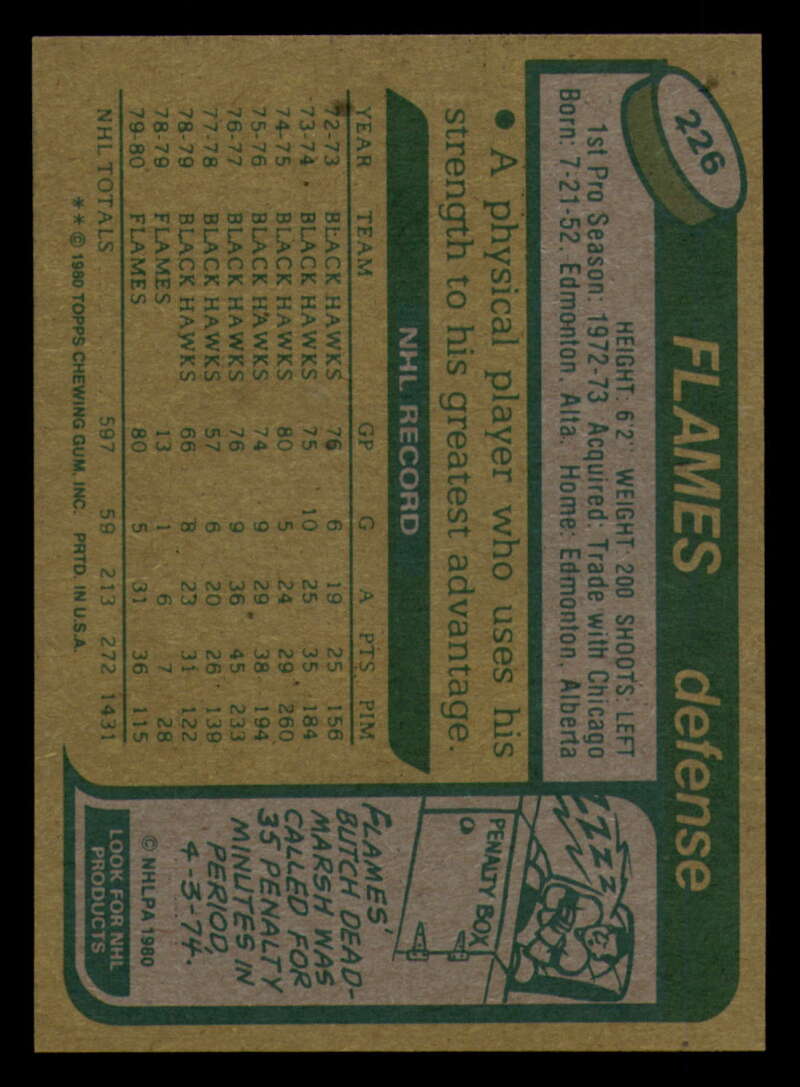 226
FLAMES defense
HEIGHT: 6'2" WEIGHT: 200 SHOOTS: LEFT
1st Pro Season: 1972-73 Acquired: Trade with Chicago
Born: 7-21-52, Edmonton, Alta. Home: Edmonton, Alberta
● A physical player who uses his
strength to his greatest advantage.
NHL RECORD
YEAR TEAM GP G A PTS PIM
72-73 BLACK HAWKS 76 6 19 25 156
73-74 BLACK HAWKS 75 10 25 35 184
74-75 BLACK HAWKS 80 5 24 29 260
75-76 BLACK HAWKS 74 9 29 38 194
76-77 BLACK HAWKS 76 9 36 45 233
77-78 BLACK HAWKS 57 6 20 26 139
78-79 BLACK HAWKS 66 8 23 31 122
78-79 FLAMES 13 1 6 7 28
79-80 FLAMES 80 5 31 36 115
NHL TOTALS 597 59 213 272 1431
**© 1980 TOPPS CHEWING GUM, INC. PRTD. IN U.S.A.
ZZZZ
PENALTY BOX
FLAMES'
BUTCH DEAD-
MARSH WAS
CALLED FOR
35 PENALTY
MINUTES IN
PERIOD,
4-3-74.
© NHLPA 1980
LOOK FOR NHL
PRODUCTS